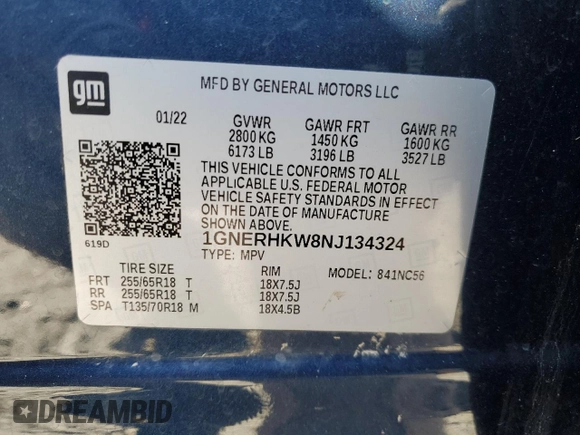 gm
MFD BY GENERAL MOTORS LLC
01/22 GVWR GAWR FRT GAWR RR
2800 KG 1450 KG 1600 KG
6173 LB 3196 LB 3527 LB
THIS VEHICLE CONFORMS TO ALL
APPLICABLE U.S. FEDERAL MOTOR
VEHICLE SAFETY STANDARDS IN EFFECT
ON THE DATE OF MANUFACTURE
SHOWN ABOVE.
619D
1GNERHKW8NJ134324
TYPE: MPV MODEL: 841NC56
TIRE SIZE RIM
FRT 255/65R18 T 18X7.5J
RR 255/65R18 T 18X7.5J
SPA T135/70R18 M 18X4.5B
DREAMBID